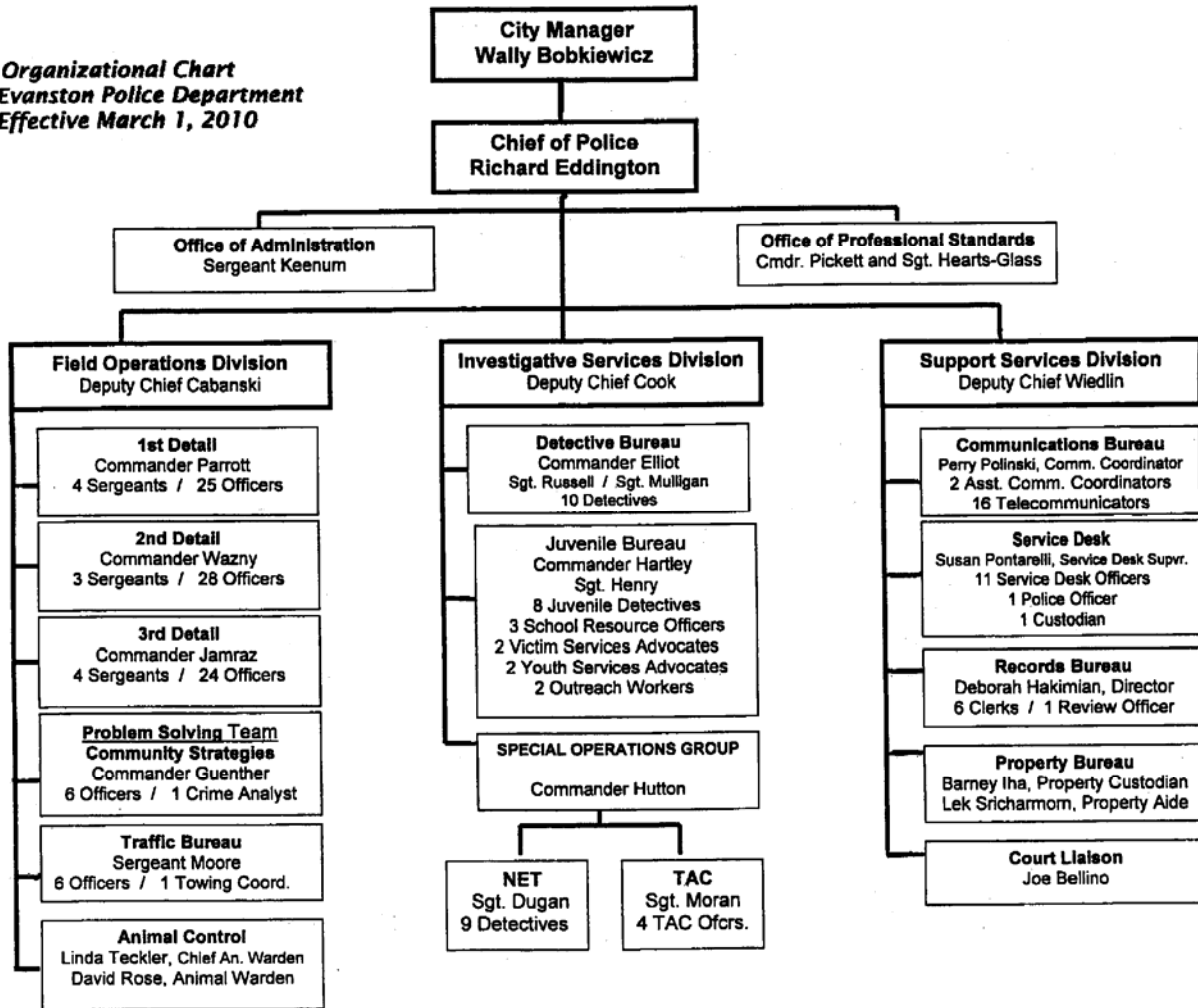 Organizational Chart
Evanston Police Department
Effective March 1, 2010
City Manager
Wally Bobkiewicz
Chief of Police
Richard Eddington
Office of Administration
Sergeant Keenum
Office of Professional Standards
Cmdr. Pickett and Sgt. Hearts-Glass
Field Operations Division
Deputy Chief Cabanski
1st Detail
Commander Parrott
4 Sergeants / 25 Officers
2nd Detail
Commander Wazny
3 Sergeants / 28 Officers
3rd Detail
Commander Jamraz
4 Sergeants / 24 Officers
Problem Solving Team
Community Strategies
Commander Guenther
6 Officers / 1 Crime Analyst
Traffic Bureau
Sergeant Moore
6 Officers / 1 Towing Coord.
Animal Control
Linda Teckler, Chief An. Warden
David Rose, Animal Warden
Investigative Services Division
Deputy Chief Cook
Detective Bureau
Commander Elliot
Sgt. Russell / Sgt. Mulligan
10 Detectives
Juvenile Bureau
Commander Hartley
Sgt. Henry
8 Juvenile Detectives
3 School Resource Officers
2 Victim Services Advocates
2 Youth Services Advocates
2 Outreach Workers
SPECIAL OPERATIONS GROUP
Commander Hutton
NET
Sgt. Dugan
9 Detectives
TAC
Sgt. Moran
4 TAC Ofcrs.
Support Services Division
Deputy Chief Wiedlin
Communications Bureau
Perry Polinski, Comm. Coordinator
2 Asst. Comm. Coordinators
16 Telecommunicators
Service Desk
Susan Pontarelli, Service Desk Supvr.
11 Service Desk Officers
1 Police Officer
1 Custodian
Records Bureau
Deborah Hakimian, Director
6 Clerks / 1 Review Officer
Property Bureau
Barney Iha, Property Custodian
Lek Sricharmorn, Property Aide
Court Liaison
Joe Bellino